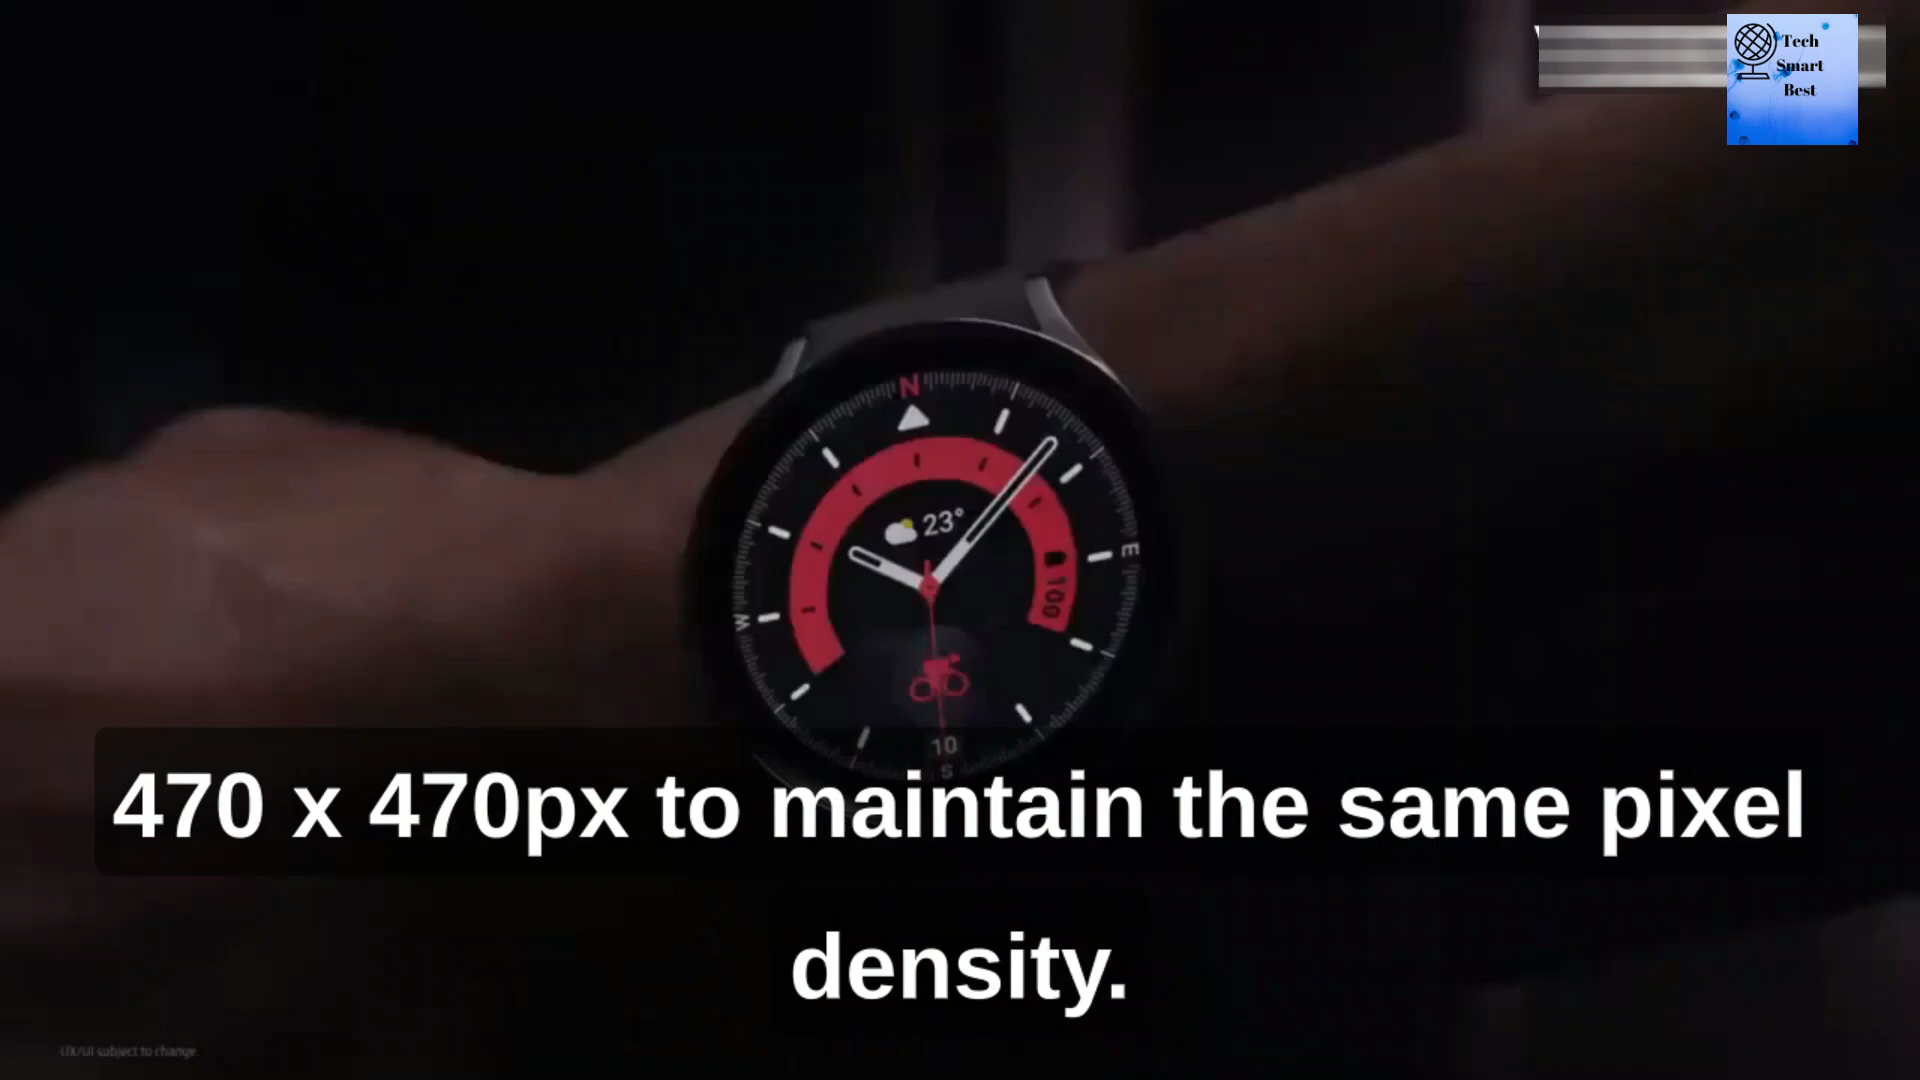 Tech
Smart
Best
N
23°
E
100
W
10
S
470 x 470px to maintain the same pixel
density.
UX/UI subject to change.